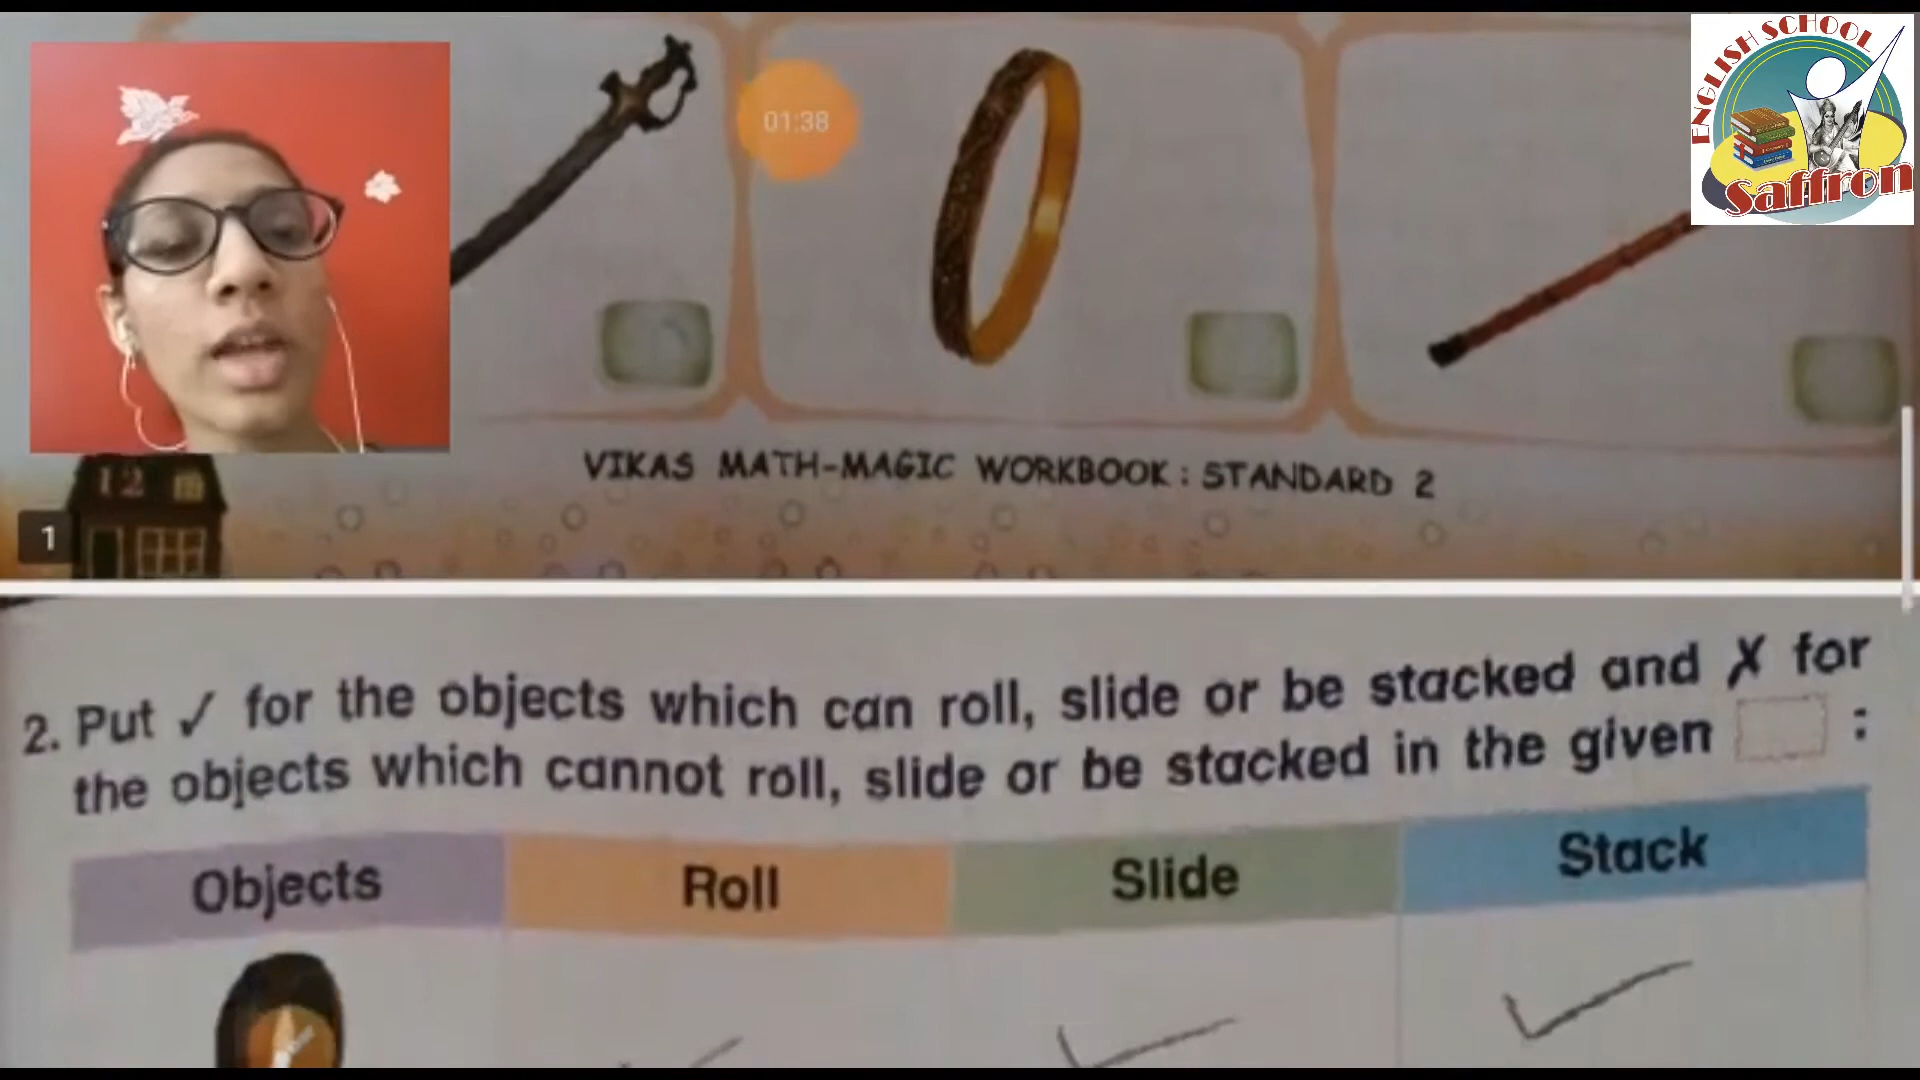 ENGLISH SCHOOL
Saffron
01:38
12
VIKAS MATH-MAGIC WORKBOOK : STANDARD 2
1
2. Put ✓ for the objects which can roll, slide or be stacked and ✗ for
the objects which cannot roll, slide or be stacked in the given :
Objects Roll Slide Stack